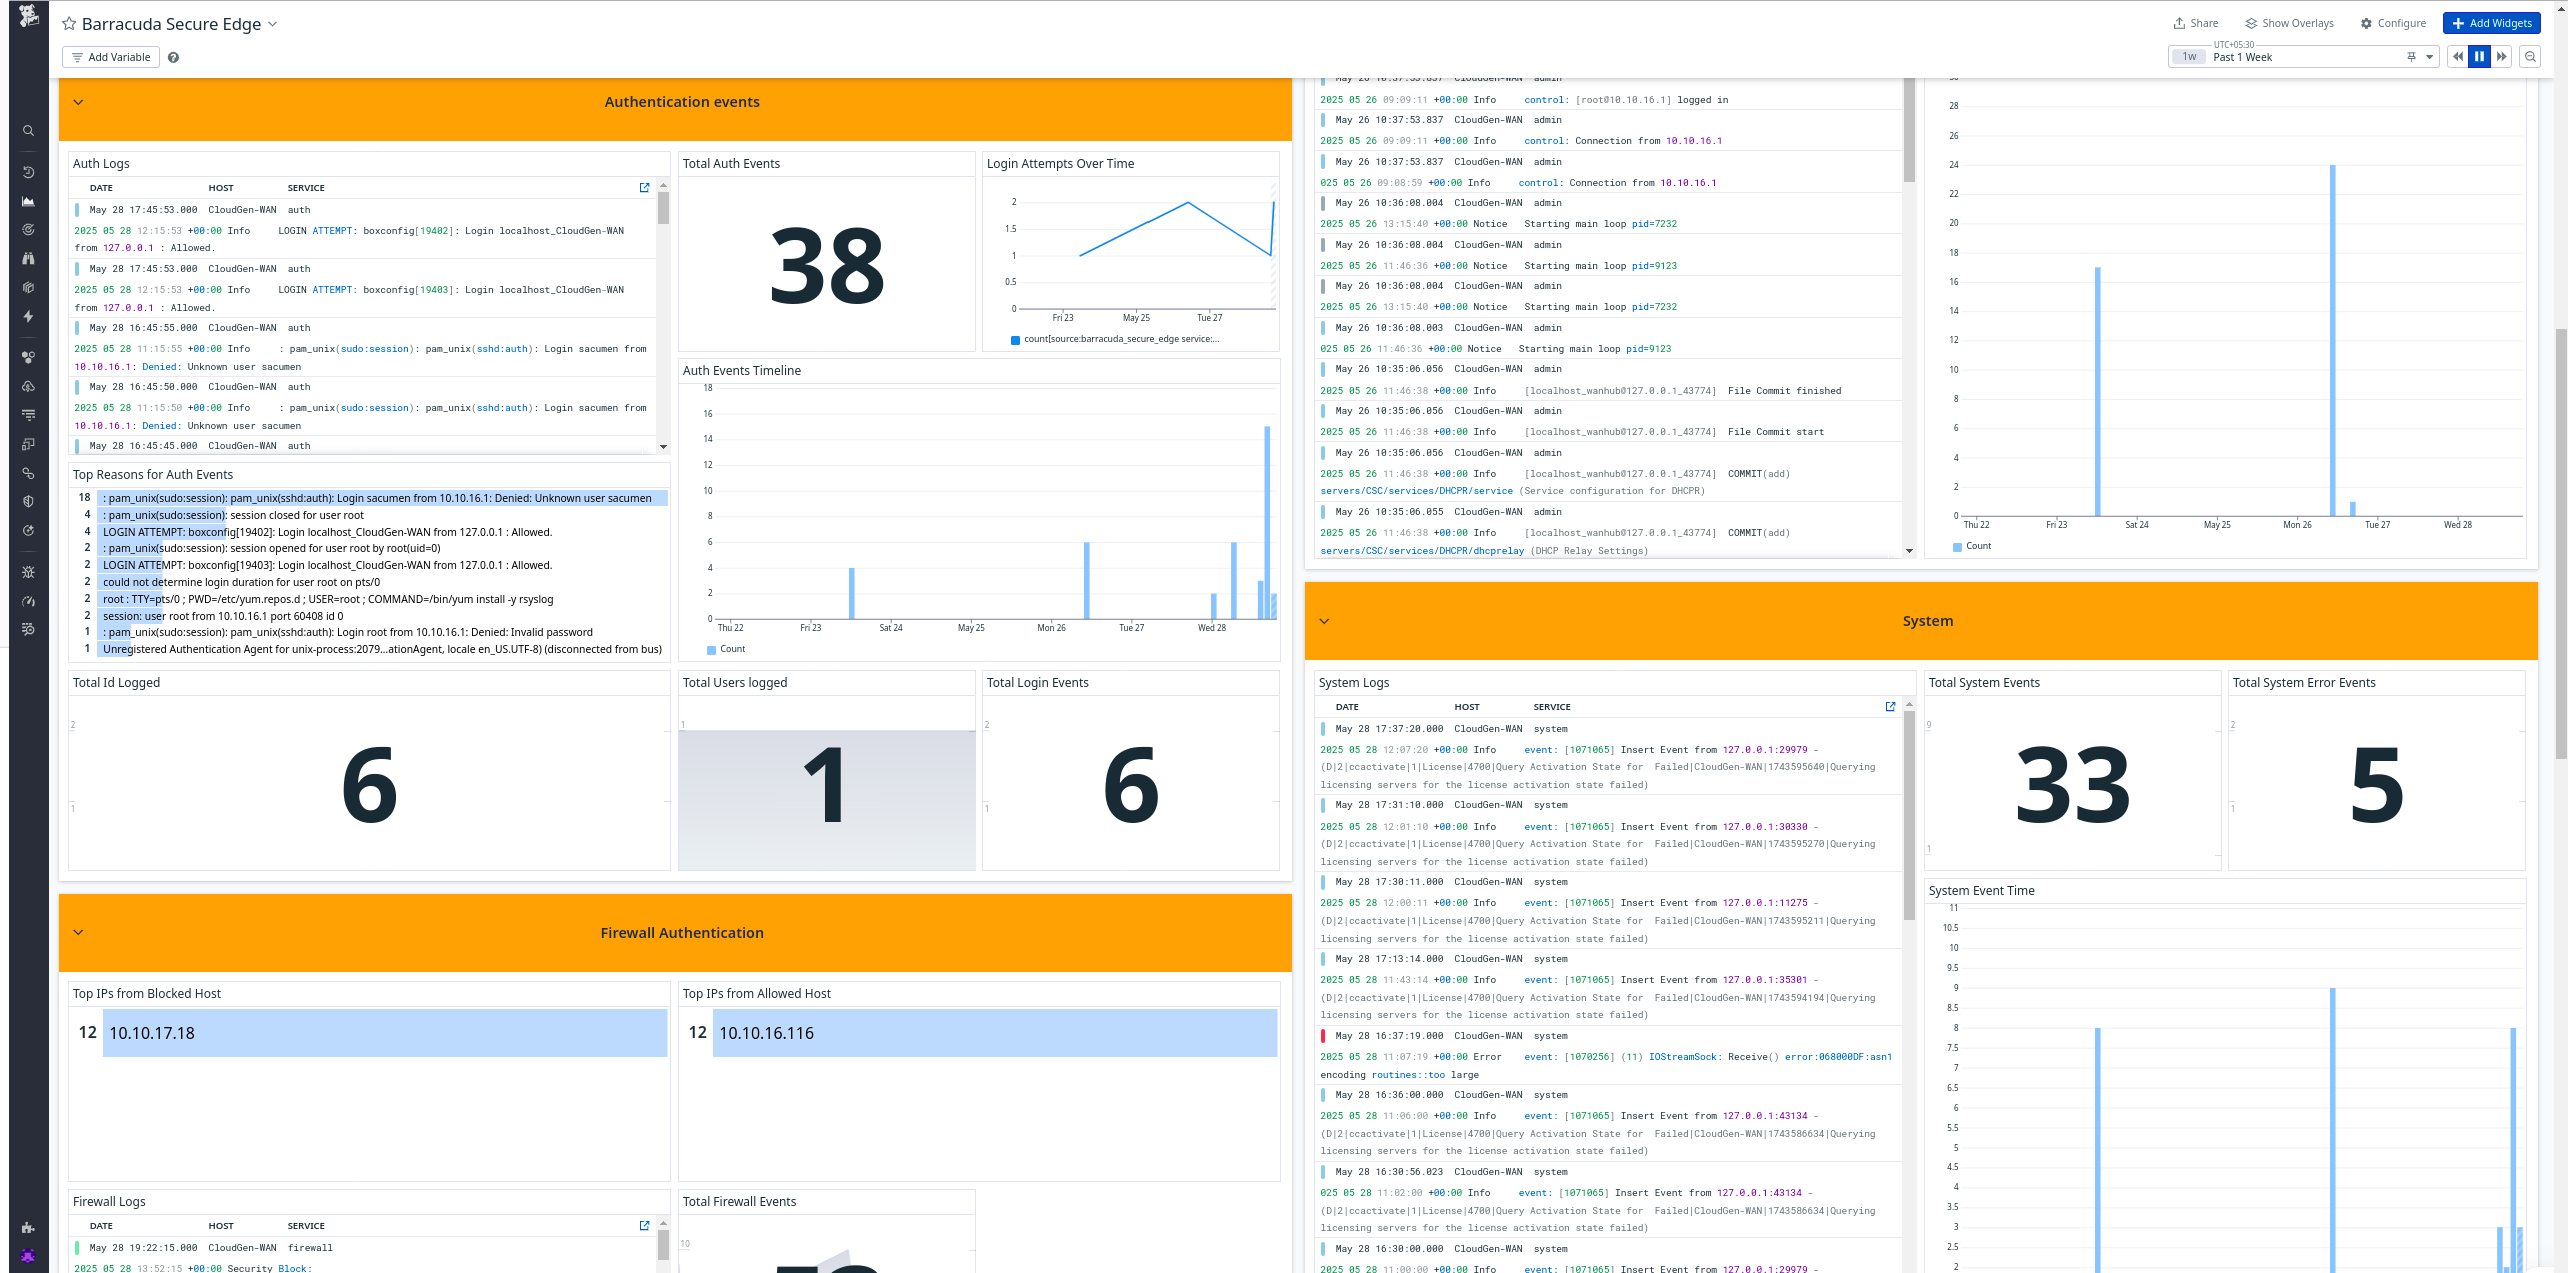 Barracuda Secure Edge
Share
Show Overlays
Configure
Add Widgets
Add Variable
UTC+05:30
1w
Past 1 Week
Authentication events
Auth Logs
DATE HOST SERVICE
May 28 17:45:53.000 CloudGen-WAN auth
2025 05 28 12:15:53 +00:00 Info LOGIN ATTEMPT: boxconfig[19402]: Login localhost_CloudGen-WAN
from 127.0.0.1 : Allowed.
May 28 17:45:53.000 CloudGen-WAN auth
2025 05 28 12:15:53 +00:00 Info LOGIN ATTEMPT: boxconfig[19403]: Login localhost_CloudGen-WAN
from 127.0.0.1 : Allowed.
May 28 16:45:55.000 CloudGen-WAN auth
2025 05 28 11:15:55 +00:00 Info : pam_unix(sudo:session): pam_unix(sshd:auth): Login sacumen from
10.10.16.1: Denied: Unknown user sacumen
May 28 16:45:50.000 CloudGen-WAN auth
2025 05 28 11:15:50 +00:00 Info : pam_unix(sudo:session): pam_unix(sshd:auth): Login sacumen from
10.10.16.1: Denied: Unknown user sacumen
May 28 16:45:45.000 CloudGen-WAN auth
Total Auth Events
38
Login Attempts Over Time
2
1.5
1
0.5
0
Fri 23 May 25 Tue 27
count[source:barracuda_secure_edge service:...
Auth Events Timeline
18
16
14
12
10
8
6
4
2
0
Thu 22 Fri 23 Sat 24 May 25 Mon 26 Tue 27 Wed 28
Count
Top Reasons for Auth Events
18 : pam_unix(sudo:session): pam_unix(sshd:auth): Login sacumen from 10.10.16.1: Denied: Unknown user sacumen
4 : pam_unix(sudo:session): session closed for user root
4 LOGIN ATTEMPT: boxconfig[19402]: Login localhost_CloudGen-WAN from 127.0.0.1 : Allowed.
2 : pam_unix(sudo:session): session opened for user root by root(uid=0)
2 LOGIN ATTEMPT: boxconfig[19403]: Login localhost_CloudGen-WAN from 127.0.0.1 : Allowed.
2 could not determine login duration for user root on pts/0
2 root : TTY=pts/0 ; PWD=/etc/yum.repos.d ; USER=root ; COMMAND=/bin/yum install -y rsyslog
2 session: user root from 10.10.16.1 port 60408 id 0
1 : pam_unix(sudo:session): pam_unix(sshd:auth): Login root from 10.10.16.1: Denied: Invalid password
1 Unregistered Authentication Agent for unix-process:2079...ationAgent, locale en_US.UTF-8) (disconnected from bus)
Total Id Logged
2
1
6
Total Users logged
1
1
Total Login Events
2
1
6
Firewall Authentication
Top IPs from Blocked Host
12 10.10.17.18
Top IPs from Allowed Host
12 10.10.16.116
Firewall Logs
DATE HOST SERVICE
May 28 19:22:15.000 CloudGen-WAN firewall
2025 05 28 13:52:15 +00:00 Security Block:
Total Firewall Events
10
May 26 10:37:53.837 CloudGen-WAN admin
2025 05 26 09:09:11 +00:00 Info control: [root@10.10.16.1] logged in
May 26 10:37:53.837 CloudGen-WAN admin
2025 05 26 09:09:11 +00:00 Info control: Connection from 10.10.16.1
May 26 10:37:53.837 CloudGen-WAN admin
025 05 26 09:08:59 +00:00 Info control: Connection from 10.10.16.1
May 26 10:36:08.004 CloudGen-WAN admin
2025 05 26 13:15:40 +00:00 Notice Starting main loop pid=7232
May 26 10:36:08.004 CloudGen-WAN admin
2025 05 26 11:46:36 +00:00 Notice Starting main loop pid=9123
May 26 10:36:08.004 CloudGen-WAN admin
2025 05 26 13:15:40 +00:00 Notice Starting main loop pid=7232
May 26 10:36:08.003 CloudGen-WAN admin
025 05 26 11:46:36 +00:00 Notice Starting main loop pid=9123
May 26 10:35:06.056 CloudGen-WAN admin
2025 05 26 11:46:38 +00:00 Info [localhost_wanhub@127.0.0.1_43774] File Commit finished
May 26 10:35:06.056 CloudGen-WAN admin
2025 05 26 11:46:38 +00:00 Info [localhost_wanhub@127.0.0.1_43774] File Commit start
May 26 10:35:06.056 CloudGen-WAN admin
2025 05 26 11:46:38 +00:00 Info [localhost_wanhub@127.0.0.1_43774] COMMIT(add)
servers/CSC/services/DHCPR/service (Service configuration for DHCPR)
May 26 10:35:06.055 CloudGen-WAN admin
2025 05 26 11:46:38 +00:00 Info [localhost_wanhub@127.0.0.1_43774] COMMIT(add)
servers/CSC/services/DHCPR/dhcprelay (DHCP Relay Settings)
30
28
26
24
22
20
18
16
14
12
10
8
6
4
2
0
Thu 22 Fri 23 Sat 24 May 25 Mon 26 Tue 27 Wed 28
Count
System
System Logs
DATE HOST SERVICE
May 28 17:37:20.000 CloudGen-WAN system
2025 05 28 12:07:20 +00:00 Info event: [1071065] Insert Event from 127.0.0.1:29979 -
(D|2|ccactivate|1|License|4700|Query Activation State for Failed|CloudGen-WAN|1743595640|Querying
licensing servers for the license activation state failed)
May 28 17:31:10.000 CloudGen-WAN system
2025 05 28 12:01:10 +00:00 Info event: [1071065] Insert Event from 127.0.0.1:30330 -
(D|2|ccactivate|1|License|4700|Query Activation State for Failed|CloudGen-WAN|1743595270|Querying
licensing servers for the license activation state failed)
May 28 17:30:11.000 CloudGen-WAN system
2025 05 28 12:00:11 +00:00 Info event: [1071065] Insert Event from 127.0.0.1:11275 -
(D|2|ccactivate|1|License|4700|Query Activation State for Failed|CloudGen-WAN|1743595211|Querying
licensing servers for the license activation state failed)
May 28 17:13:14.000 CloudGen-WAN system
2025 05 28 11:43:14 +00:00 Info event: [1071065] Insert Event from 127.0.0.1:35301 -
(D|2|ccactivate|1|License|4700|Query Activation State for Failed|CloudGen-WAN|1743594194|Querying
licensing servers for the license activation state failed)
May 28 16:37:19.000 CloudGen-WAN system
2025 05 28 11:07:19 +00:00 Error event: [1070256] (11) IOStreamSock: Receive() error:068000DF:asn1
encoding routines::too large
May 28 16:36:00.000 CloudGen-WAN system
2025 05 28 11:06:00 +00:00 Info event: [1071065] Insert Event from 127.0.0.1:43134 -
(D|2|ccactivate|1|License|4700|Query Activation State for Failed|CloudGen-WAN|1743586634|Querying
licensing servers for the license activation state failed)
May 28 16:30:56.023 CloudGen-WAN system
025 05 28 11:02:00 +00:00 Info event: [1071065] Insert Event from 127.0.0.1:43134 -
(D|2|ccactivate|1|License|4700|Query Activation State for Failed|CloudGen-WAN|1743586634|Querying
licensing servers for the license activation state failed)
May 28 16:30:00.000 CloudGen-WAN system
2025 05 28 11:00:00 +00:00 Info event: [1071065] Insert Event from 127.0.0.1:29979 -
Total System Events
9
1
33
Total System Error Events
2
1
5
System Event Time
11
10.5
10
9.5
9
8.5
8
7.5
7
6.5
6
5.5
5
4.5
4
3.5
3
2.5
2